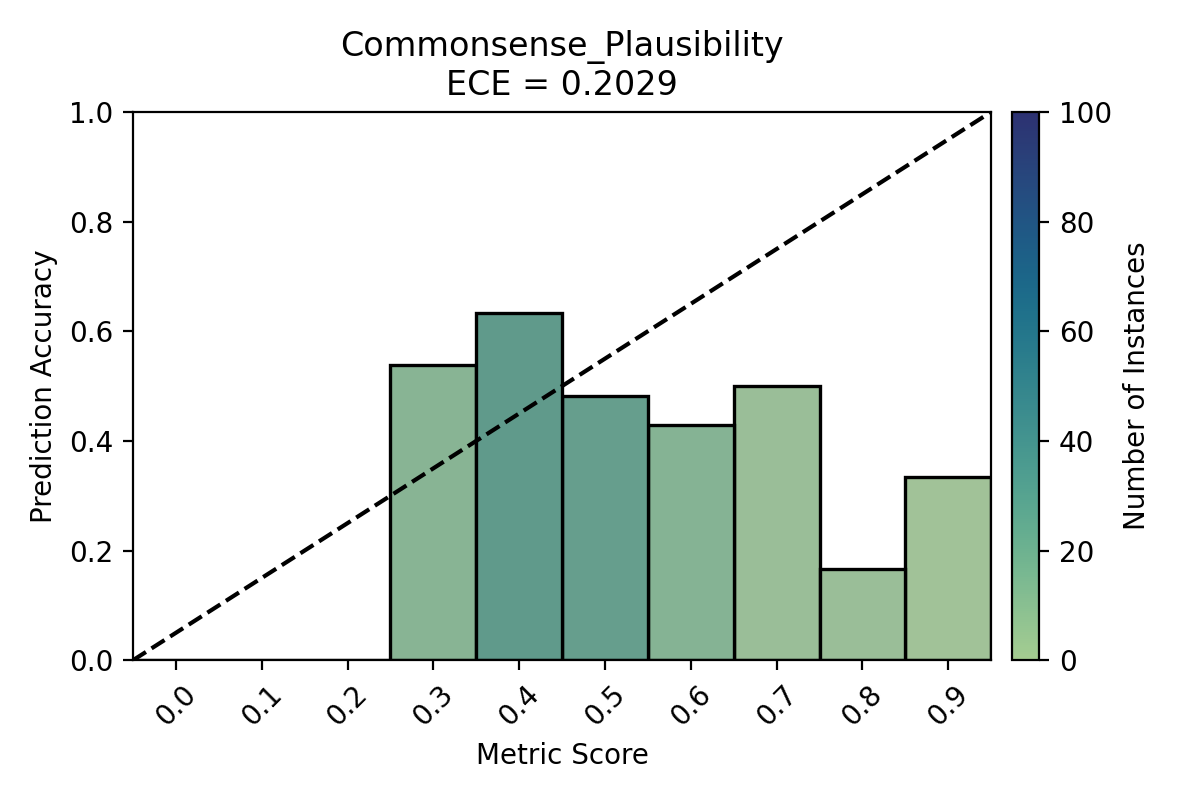 Commonsense_Plausibility
ECE = 0.2029
1.0
0.8
0.6
0.4
0.2
0.0
Prediction Accuracy
0.0 0.1 0.2 0.3 0.4 0.5 0.6 0.7 0.8 0.9
Metric Score
100
80
60
40
20
0
Number of Instances